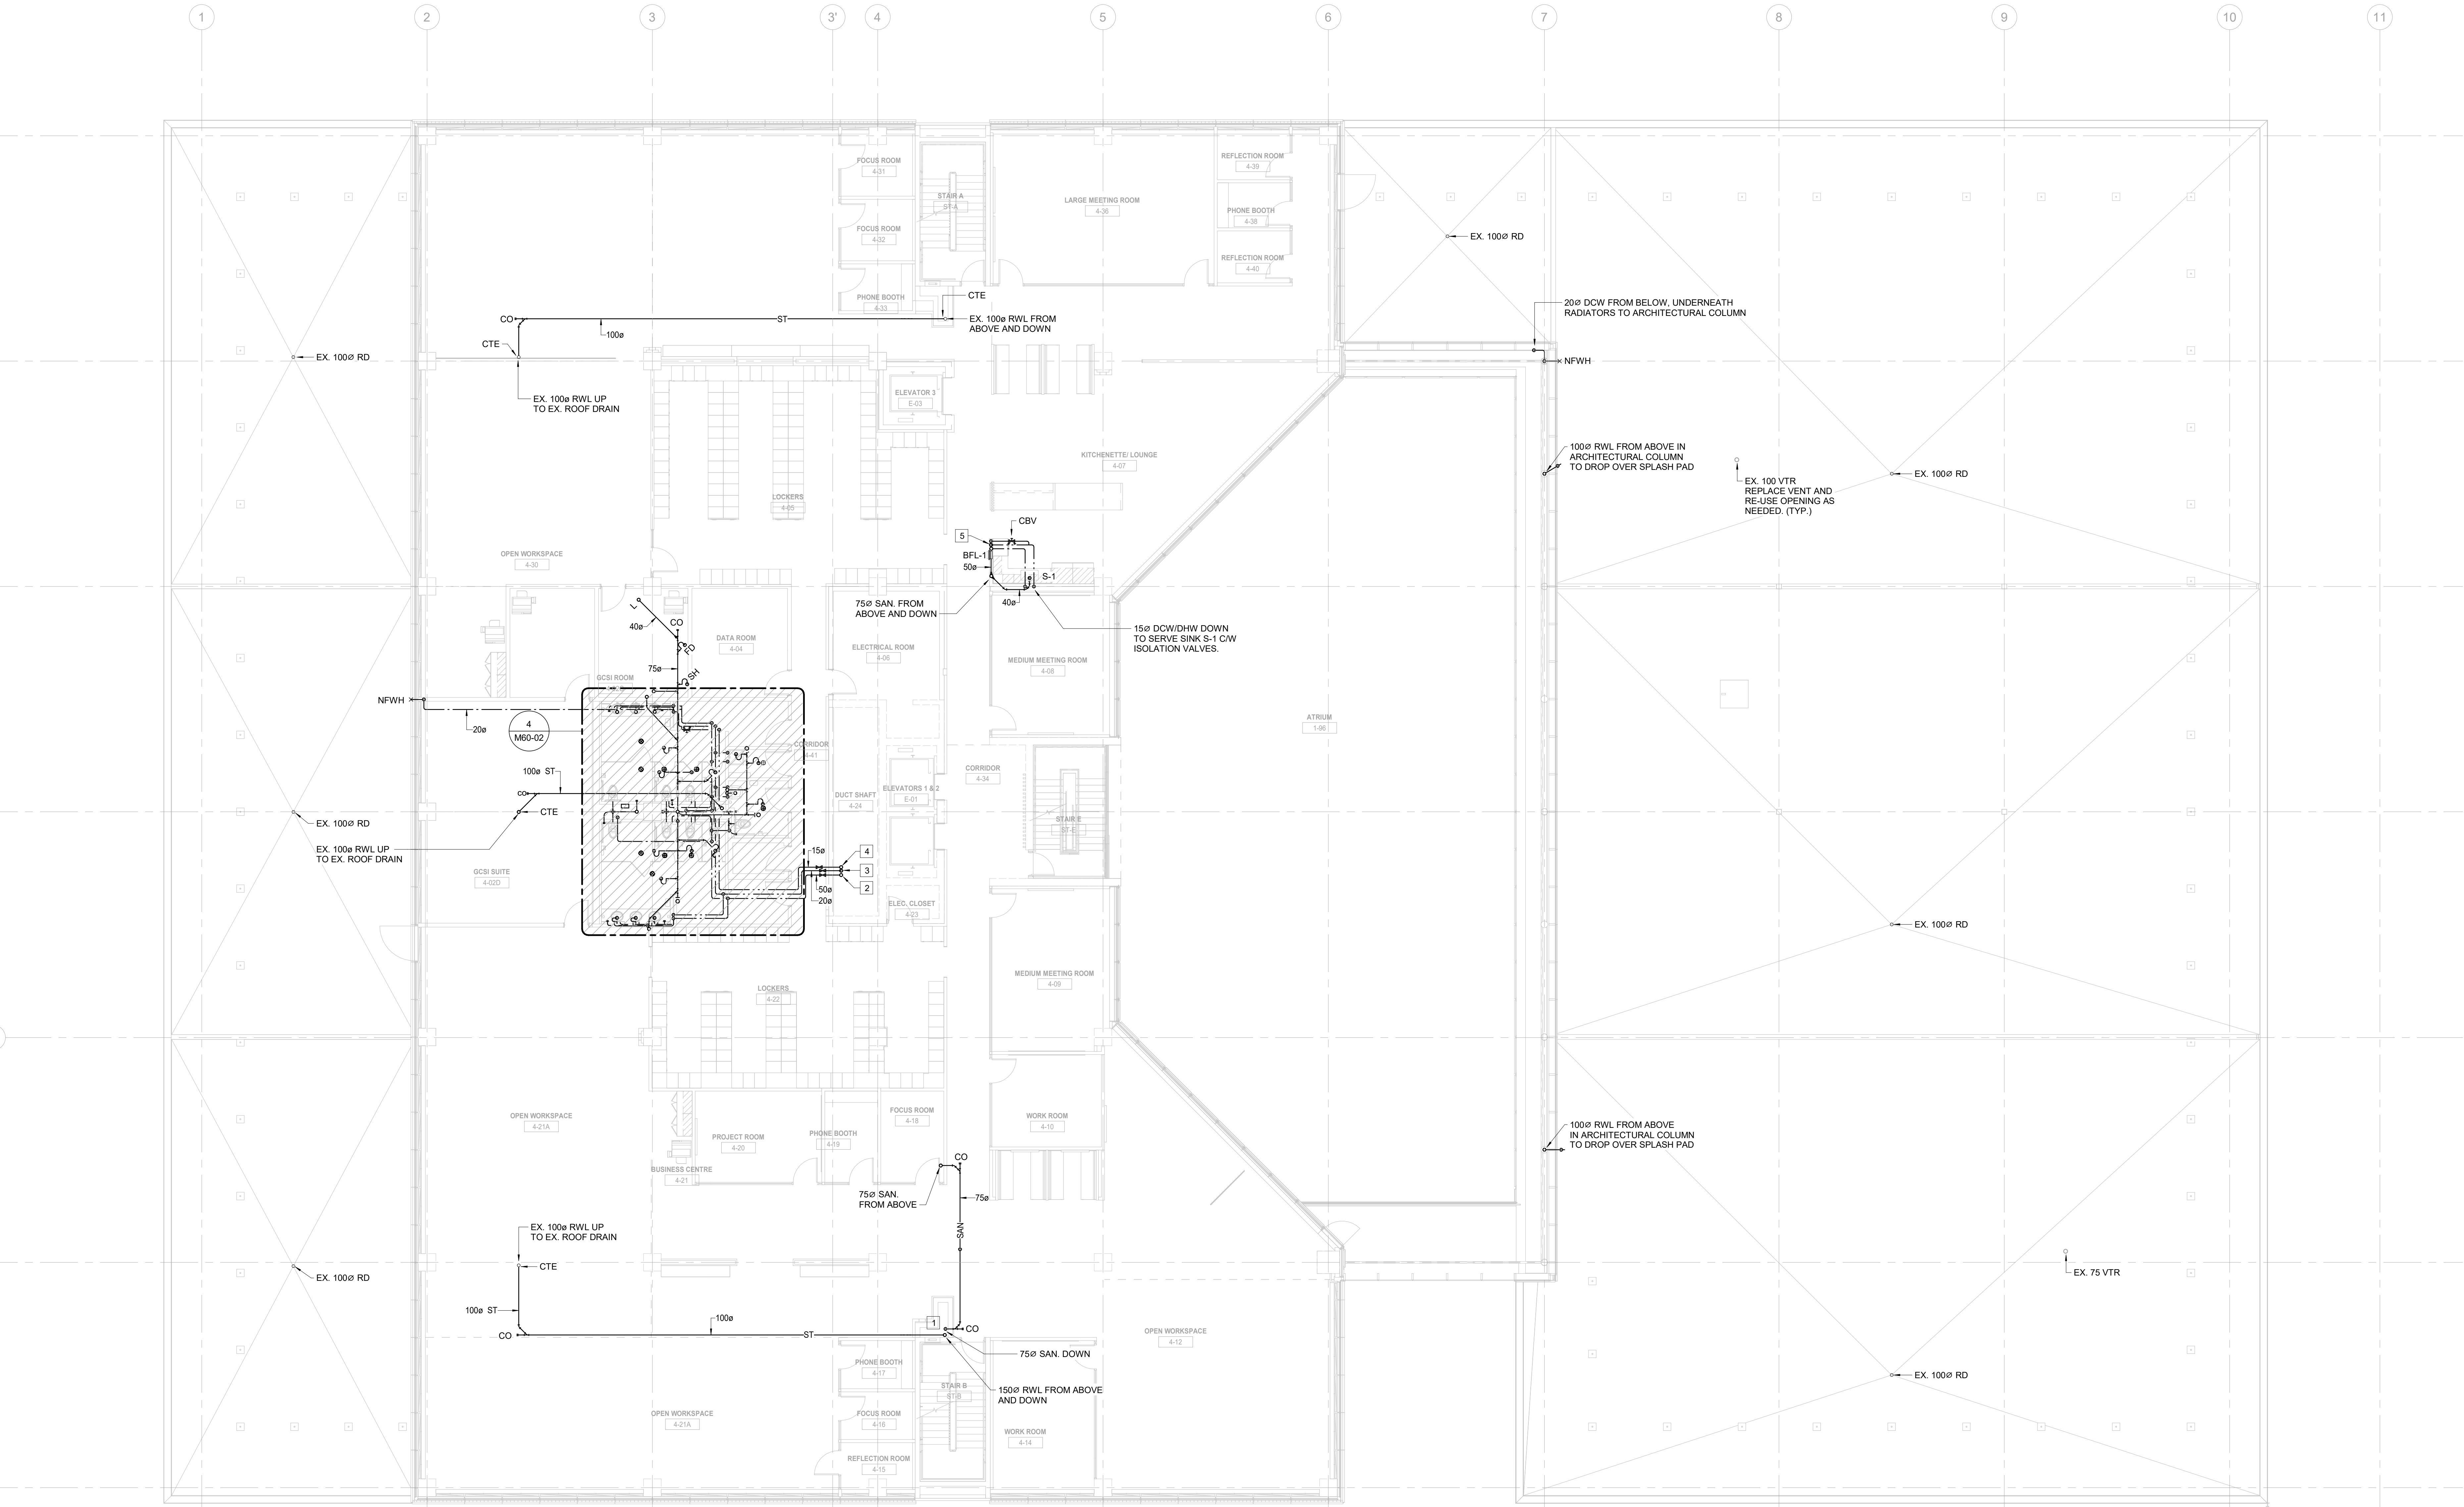 1
2
3
3'
4
5
6
7
8
9
10
11
FOCUS ROOM
4-31
STAIR A
ST-A
FOCUS ROOM
4-32
PHONE BOOTH
4-33
LARGE MEETING ROOM
4-36
REFLECTION ROOM
4-39
PHONE BOOTH
4-38
REFLECTION ROOM
4-40
EX. 100Ø RD
CTE
EX. 100ø RWL FROM
ABOVE AND DOWN
CO
ST
100ø
CTE
EX. 100ø RWL UP
TO EX. ROOF DRAIN
EX. 100Ø RD
20Ø DCW FROM BELOW, UNDERNEATH
RADIATORS TO ARCHITECTURAL COLUMN
NFWH
ELEVATOR 3
E-03
KITCHENETTE/ LOUNGE
4-07
100Ø RWL FROM ABOVE IN
ARCHITECTURAL COLUMN
TO DROP OVER SPLASH PAD
EX. 100 VTR
REPLACE VENT AND
RE-USE OPENING AS
NEEDED. (TYP.)
EX. 100Ø RD
LOCKERS
4-05
OPEN WORKSPACE
4-30
CBV
5
BFL-1
50ø
S-1
40ø
75Ø SAN. FROM
ABOVE AND DOWN
15Ø DCW/DHW DOWN
TO SERVE SINK S-1 C/W
ISOLATION VALVES.
L
40ø
CO
FD
75ø
SH
DATA ROOM
4-04
ELECTRICAL ROOM
4-06
MEDIUM MEETING ROOM
4-08
GCSI ROOM
NFWH
20ø
4
M60-02
CORRIDOR
4-41
ATRIUM
1-96
100ø ST
CO
CTE
EX. 100ø RWL UP
TO EX. ROOF DRAIN
EX. 100Ø RD
DUCT SHAFT
4-24
ELEVATORS 1 & 2
E-01
CORRIDOR
4-34
STAIR E
ST-E
15ø
4
3
2
50ø
20ø
GCSI SUITE
4-02D
ELEC. CLOSET
4-23
EX. 100Ø RD
LOCKERS
4-22
MEDIUM MEETING ROOM
4-09
OPEN WORKSPACE
4-21A
PROJECT ROOM
4-20
PHONE BOOTH
4-19
FOCUS ROOM
4-18
WORK ROOM
4-10
BUSINESS CENTRE
4-21
100Ø RWL FROM ABOVE
IN ARCHITECTURAL COLUMN
TO DROP OVER SPLASH PAD
CO
75Ø SAN.
FROM ABOVE
75ø
SAN
EX. 100ø RWL UP
TO EX. ROOF DRAIN
CTE
EX. 100Ø RD
EX. 75 VTR
100ø ST
CO
100ø
ST
1
CO
75Ø SAN. DOWN
150Ø RWL FROM ABOVE
AND DOWN
OPEN WORKSPACE
4-12
PHONE BOOTH
4-17
STAIR B
ST-B
FOCUS ROOM
4-16
REFLECTION ROOM
4-15
OPEN WORKSPACE
4-21A
WORK ROOM
4-14
EX. 100Ø RD